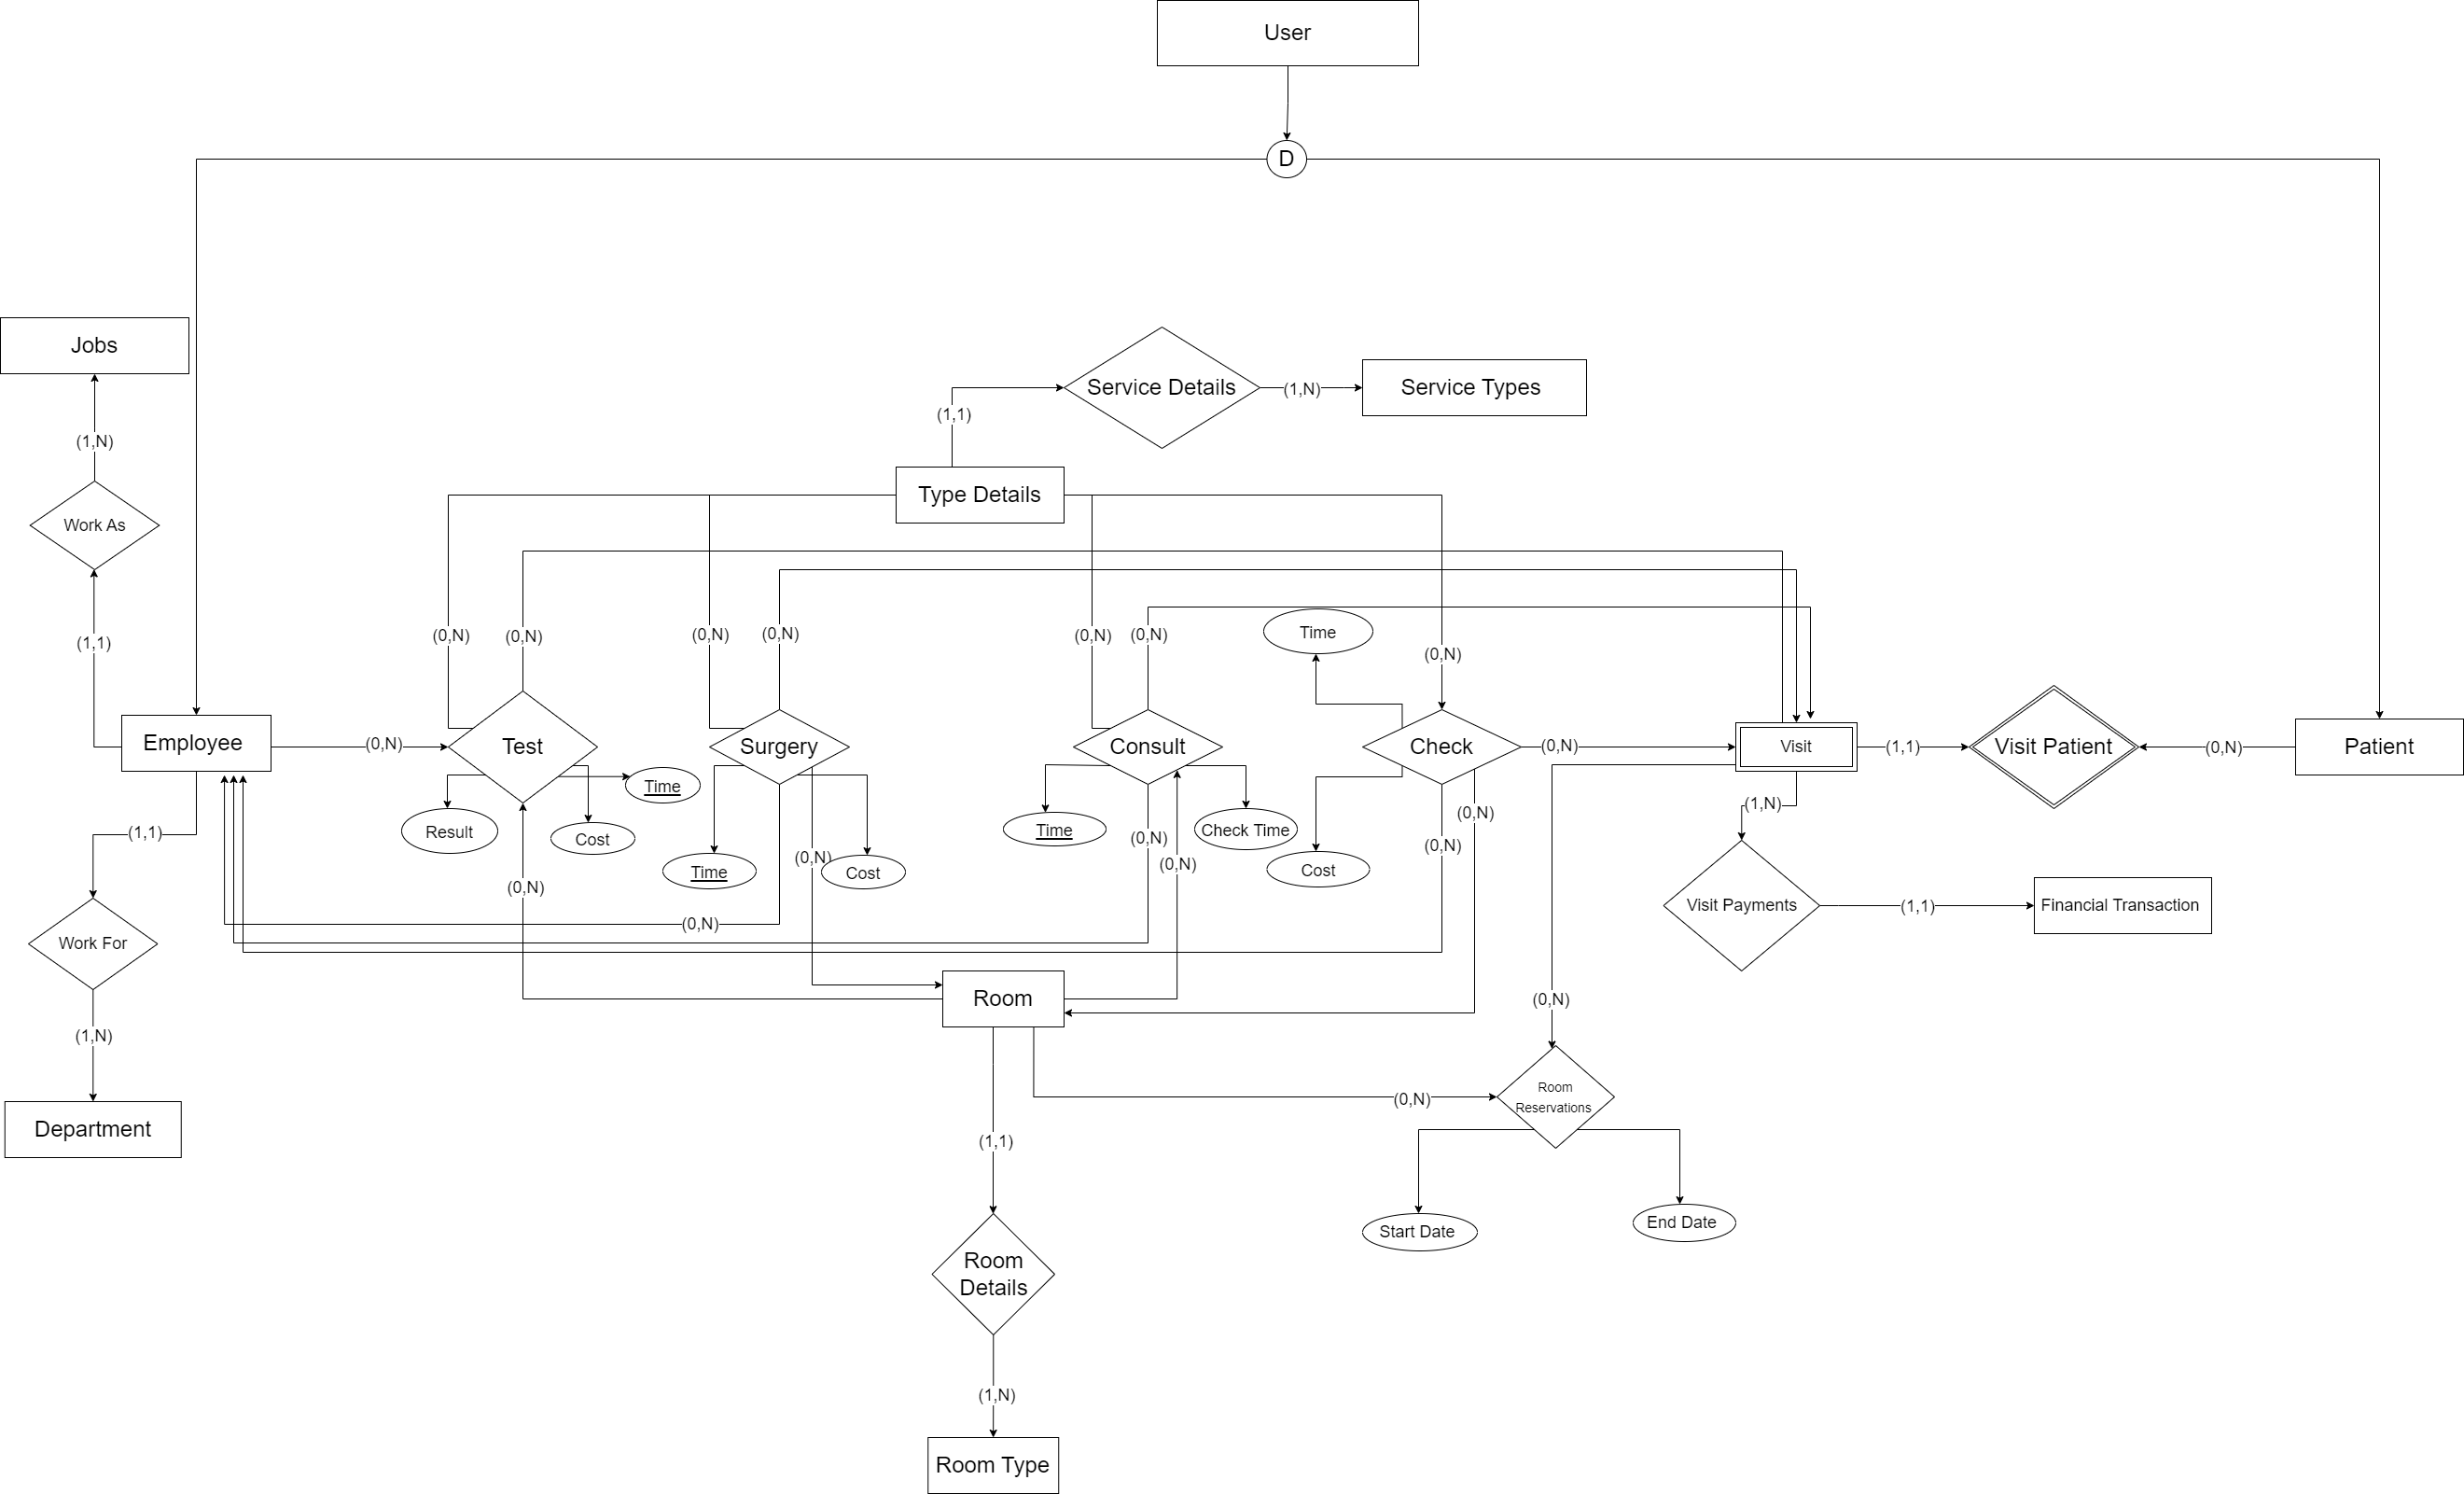 User
D
Jobs
Service Details
(1,N)
Service Types
(1,1)
(1,N)
Type Details
Work As
(0,N)
(0,N)
(0,N)
(0,N)
(0,N)
(0,N)
Time
(0,N)
(1,1)
Employee
(0,N)
Test
Surgery
Consult
Check
(0,N)
Visit
(1,1)
Visit Patient
(0,N)
Patient
Time
Result
Cost
Time
(0,N)
Cost
Time
(0,N)
Check Time
(0,N)
Cost
(0,N)
(0,N)
(1,N)
(1,1)
(0,N)
(0,N)
Visit Payments
(1,1)
Financial Transaction
Work For
Room
(0,N)
(1,N)
Room
Reservations
(0,N)
Department
(1,1)
Start Date
End Date
Room
Details
(1,N)
Room Type